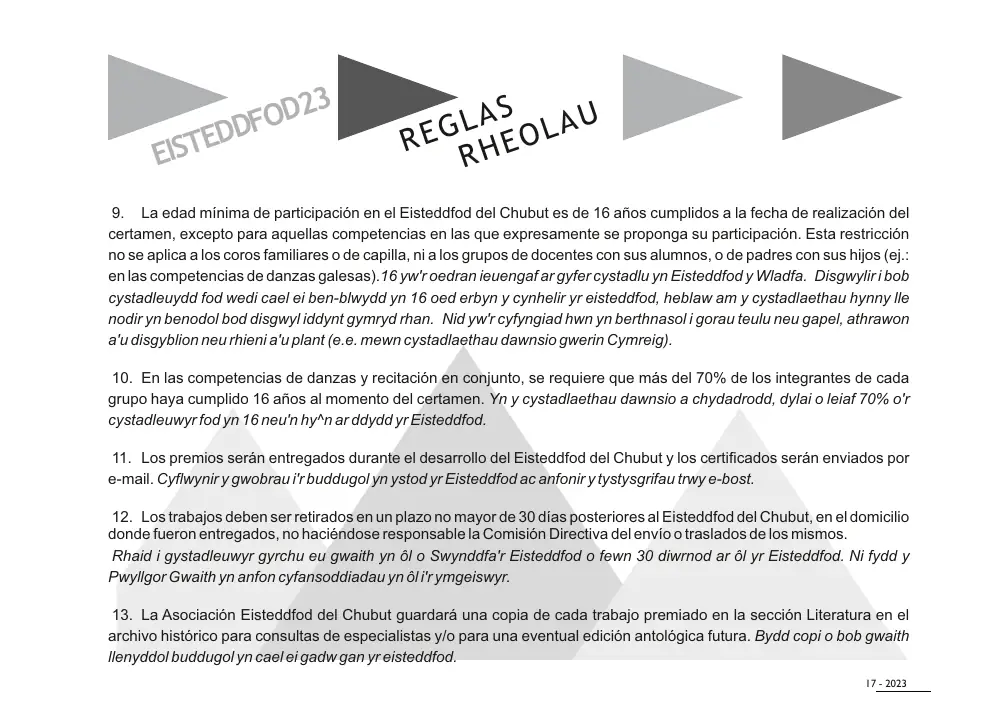 EISTEDDFOD23
REGLAS
RHEOLAU
9. La edad mínima de participación en el Eisteddfod del Chubut es de 16 años cumplidos a la fecha de realización del
certamen, excepto para aquellas competencias en las que expresamente se proponga su participación. Esta restricción
no se aplica a los coros familiares o de capilla, ni a los grupos de docentes con sus alumnos, o de padres con sus hijos (ej.:
en las competencias de danzas galesas).16 yw'r oedran ieuengaf ar gyfer cystadlu yn Eisteddfod y Wladfa. Disgwylir i bob
cystadleuydd fod wedi cael ei ben-blwydd yn 16 oed erbyn y cynhelir yr eisteddfod, heblaw am y cystadlaethau hynny lle
nodir yn benodol bod disgwyl iddynt gymryd rhan. Nid yw'r cyfyngiad hwn yn berthnasol i gorau teulu neu gapel, athrawon
a'u disgyblion neu rhieni a'u plant (e.e. mewn cystadlaethau dawnsio gwerin Cymreig).
10. En las competencias de danzas y recitación en conjunto, se requiere que más del 70% de los integrantes de cada
grupo haya cumplido 16 años al momento del certamen. Yn y cystadlaethau dawnsio a chydadrodd, dylai o leiaf 70% o'r
cystadleuwyr fod yn 16 neu'n hy^n ar ddydd yr Eisteddfod.
11. Los premios serán entregados durante el desarrollo del Eisteddfod del Chubut y los certificados serán enviados por
e-mail. Cyflwynir y gwobrau i'r buddugol yn ystod yr Eisteddfod ac anfonir y tystysgrifau trwy e-bost.
12. Los trabajos deben ser retirados en un plazo no mayor de 30 días posteriores al Eisteddfod del Chubut, en el domicilio
donde fueron entregados, no haciéndose responsable la Comisión Directiva del envío o traslados de los mismos.
Rhaid i gystadleuwyr gyrchu eu gwaith yn ôl o Swynddfa'r Eisteddfod o fewn 30 diwrnod ar ôl yr Eisteddfod. Ni fydd y
Pwyllgor Gwaith yn anfon cyfansoddiadau yn ôl i'r ymgeiswyr.
13. La Asociación Eisteddfod del Chubut guardará una copia de cada trabajo premiado en la sección Literatura en el
archivo histórico para consultas de especialistas y/o para una eventual edición antológica futura. Bydd copi o bob gwaith
llenyddol buddugol yn cael ei gadw gan yr eisteddfod.
17 - 2023